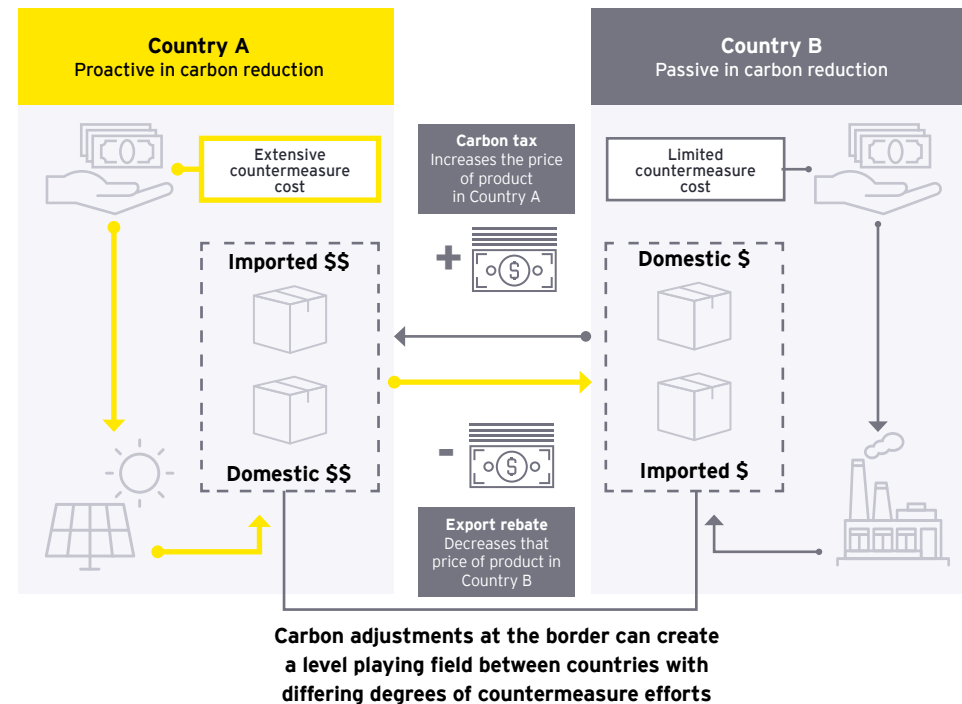 Country A
Proactive in carbon reduction
Country B
Passive in carbon reduction
Extensive
countermeasure
cost
Carbon tax
Increases the price
of product
in Country A
Limited
countermeasure
cost
Imported $$
+
$
Domestic $
Domestic $$
-
$
Imported $
Export rebate
Decreases that
price of product in
Country B
Carbon adjustments at the border can create
a level playing field between countries with
differing degrees of countermeasure efforts